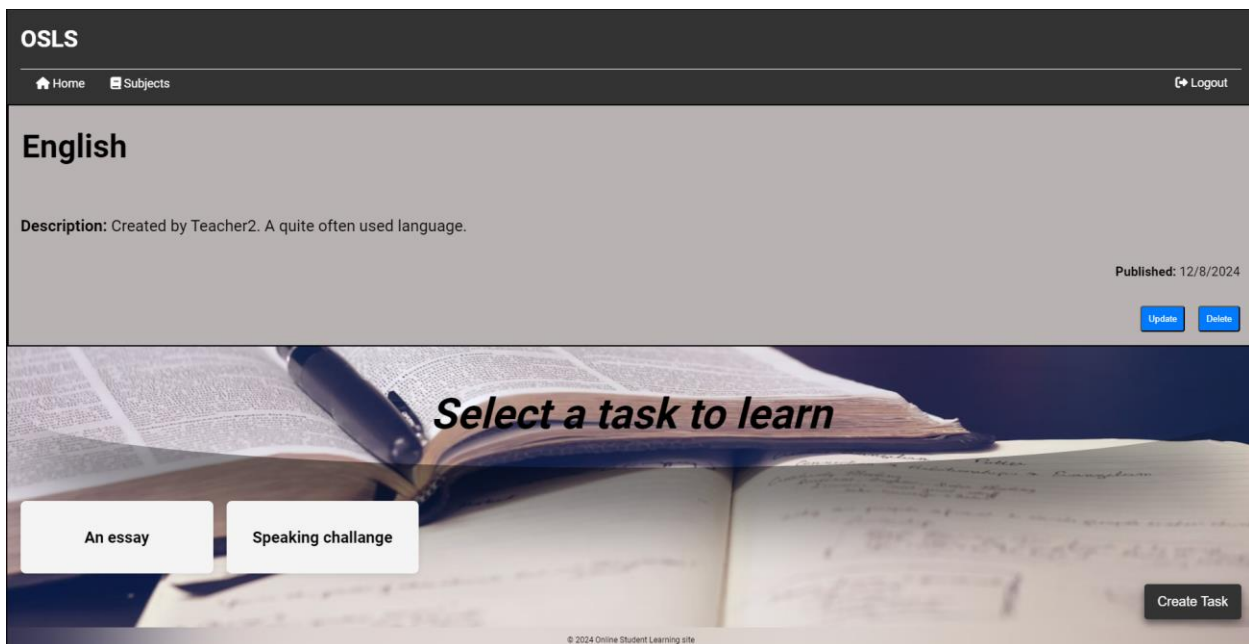 OSLS
Home Subjects Logout
English
Description: Created by Teacher2. A quite often used language.
Published: 12/8/2024
Update Delete
Select a task to learn
An essay Speaking challange
Create Task
© 2024 Online Student Learning site